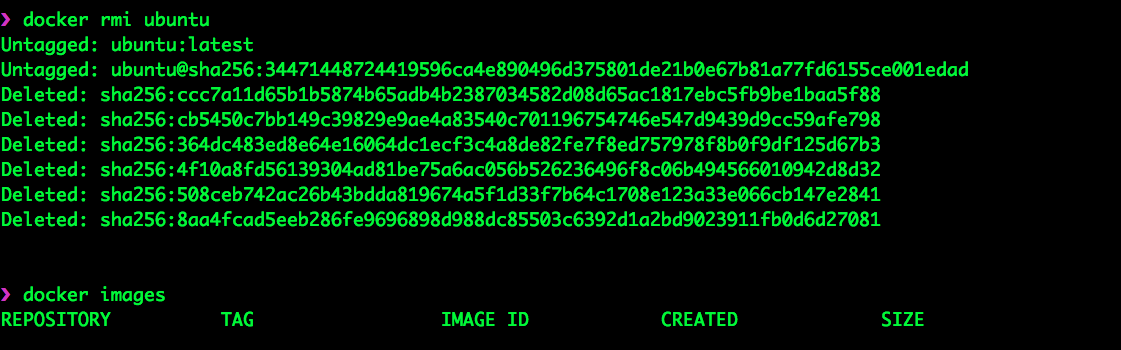 ❯ docker rmi ubuntu
Untagged: ubuntu:latest
Untagged: ubuntu@sha256:34471448724419596ca4e890496d375801de21b0e67b81a77fd6155ce001edad
Deleted: sha256:ccc7a11d65b1b5874b65adb4b2387034582d08d65ac1817ebc5fb9be1baa5f88
Deleted: sha256:cb5450c7bb149c39829e9ae4a83540c701196754746e547d9439d9cc59afe798
Deleted: sha256:364dc483ed8e64e16064dc1ecf3c4a8de82fe7f8ed757978f8b0f9df125d67b3
Deleted: sha256:4f10a8fd56139304ad81be75a6ac056b526236496f8c06b494566010942d8d32
Deleted: sha256:508ceb742ac26b43bdda819674a5f1d33f7b64c1708e123a33e066cb147e2841
Deleted: sha256:8aa4fcad5eeb286fe9696898d988dc85503c6392d1a2bd9023911fb0d6d27081
❯ docker images
REPOSITORY TAG IMAGE ID CREATED SIZE